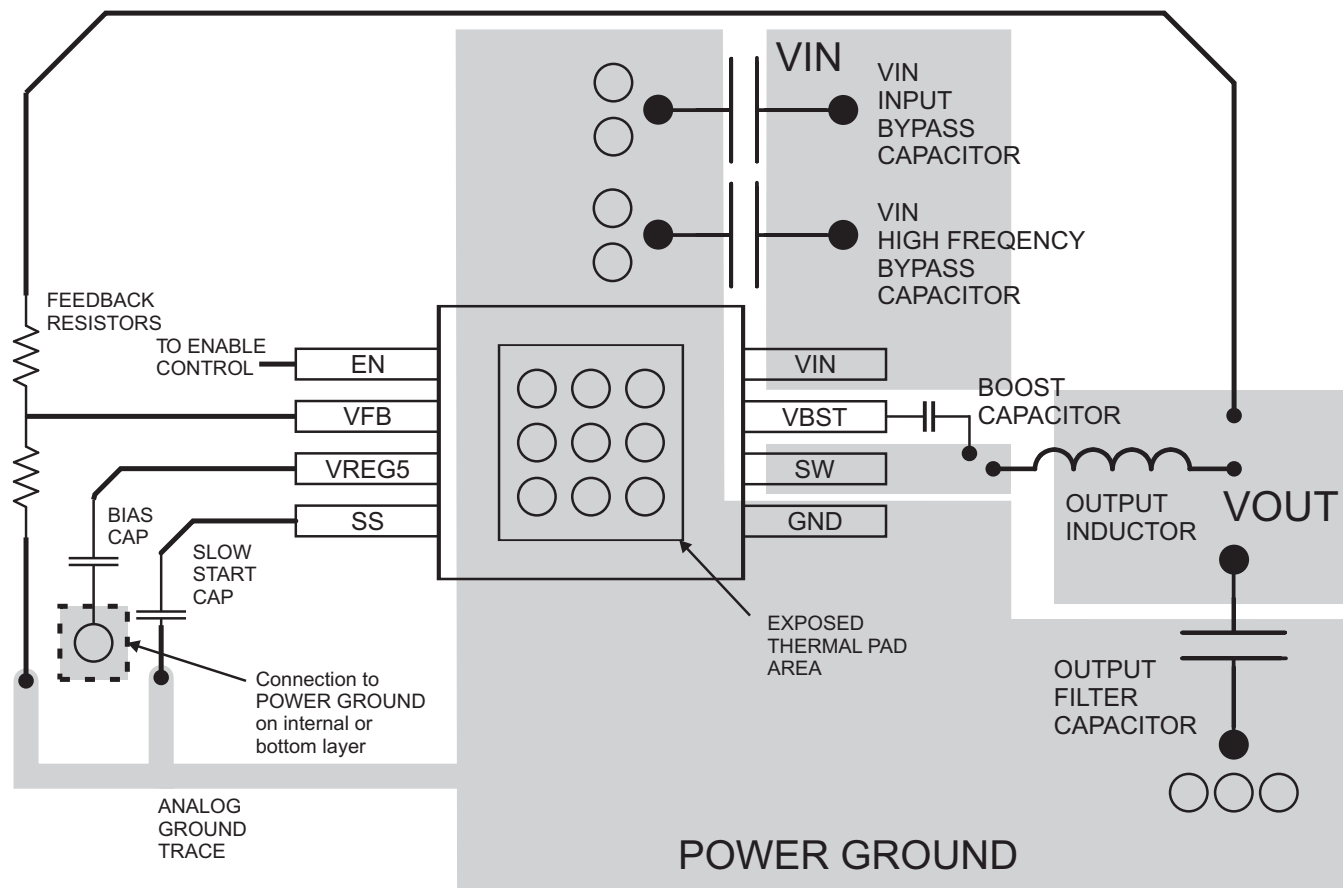 VIN
VIN
INPUT
BYPASS
CAPACITOR
VIN
HIGH FREQENCY
BYPASS
CAPACITOR
FEEDBACK
RESISTORS
TO ENABLE
CONTROL
EN
VFB
VREG5
SS
VIN
VBST
SW
GND
BOOST
CAPACITOR
OUTPUT
INDUCTOR
VOUT
BIAS
CAP
SLOW
START
CAP
EXPOSED
THERMAL PAD
AREA
Connection to
POWER GROUND
on internal or
bottom layer
OUTPUT
FILTER
CAPACITOR
ANALOG
GROUND
TRACE
POWER GROUND